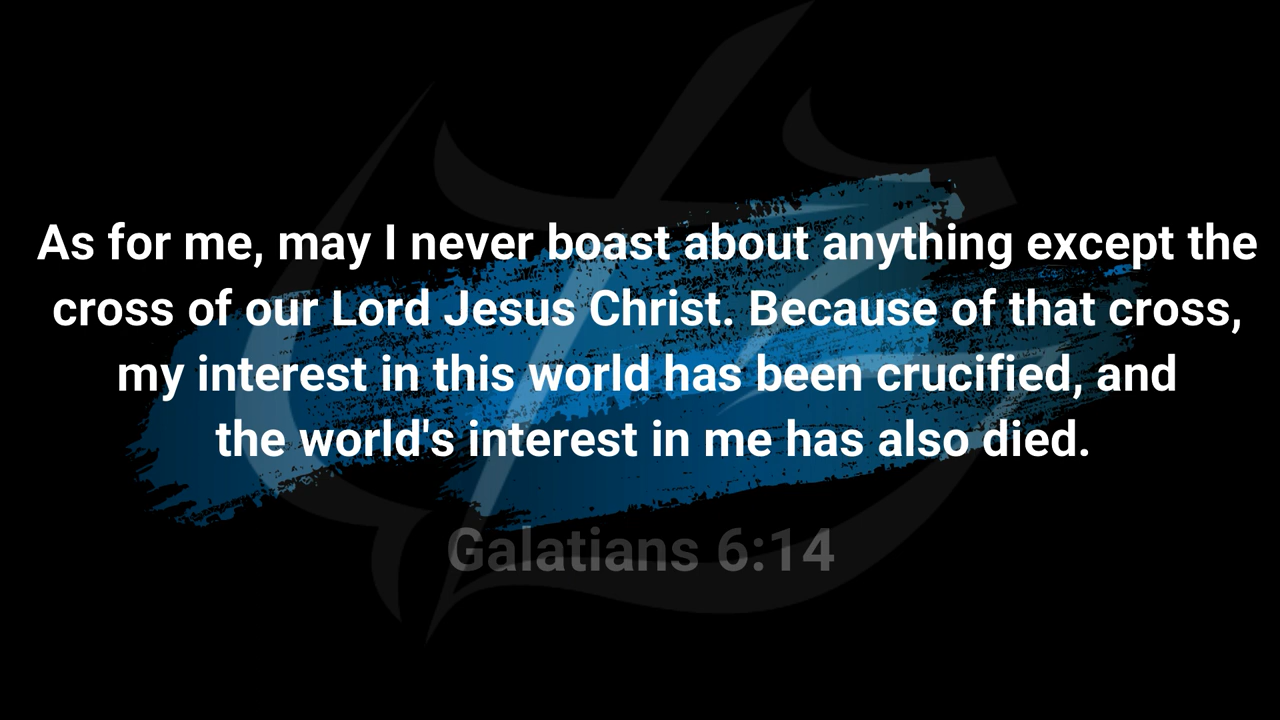 As for me, may I never boast about anything except the
cross of our Lord Jesus Christ. Because of that cross,
my interest in this world has been crucified, and
the world's interest in me has also died.
Galatians 6:14